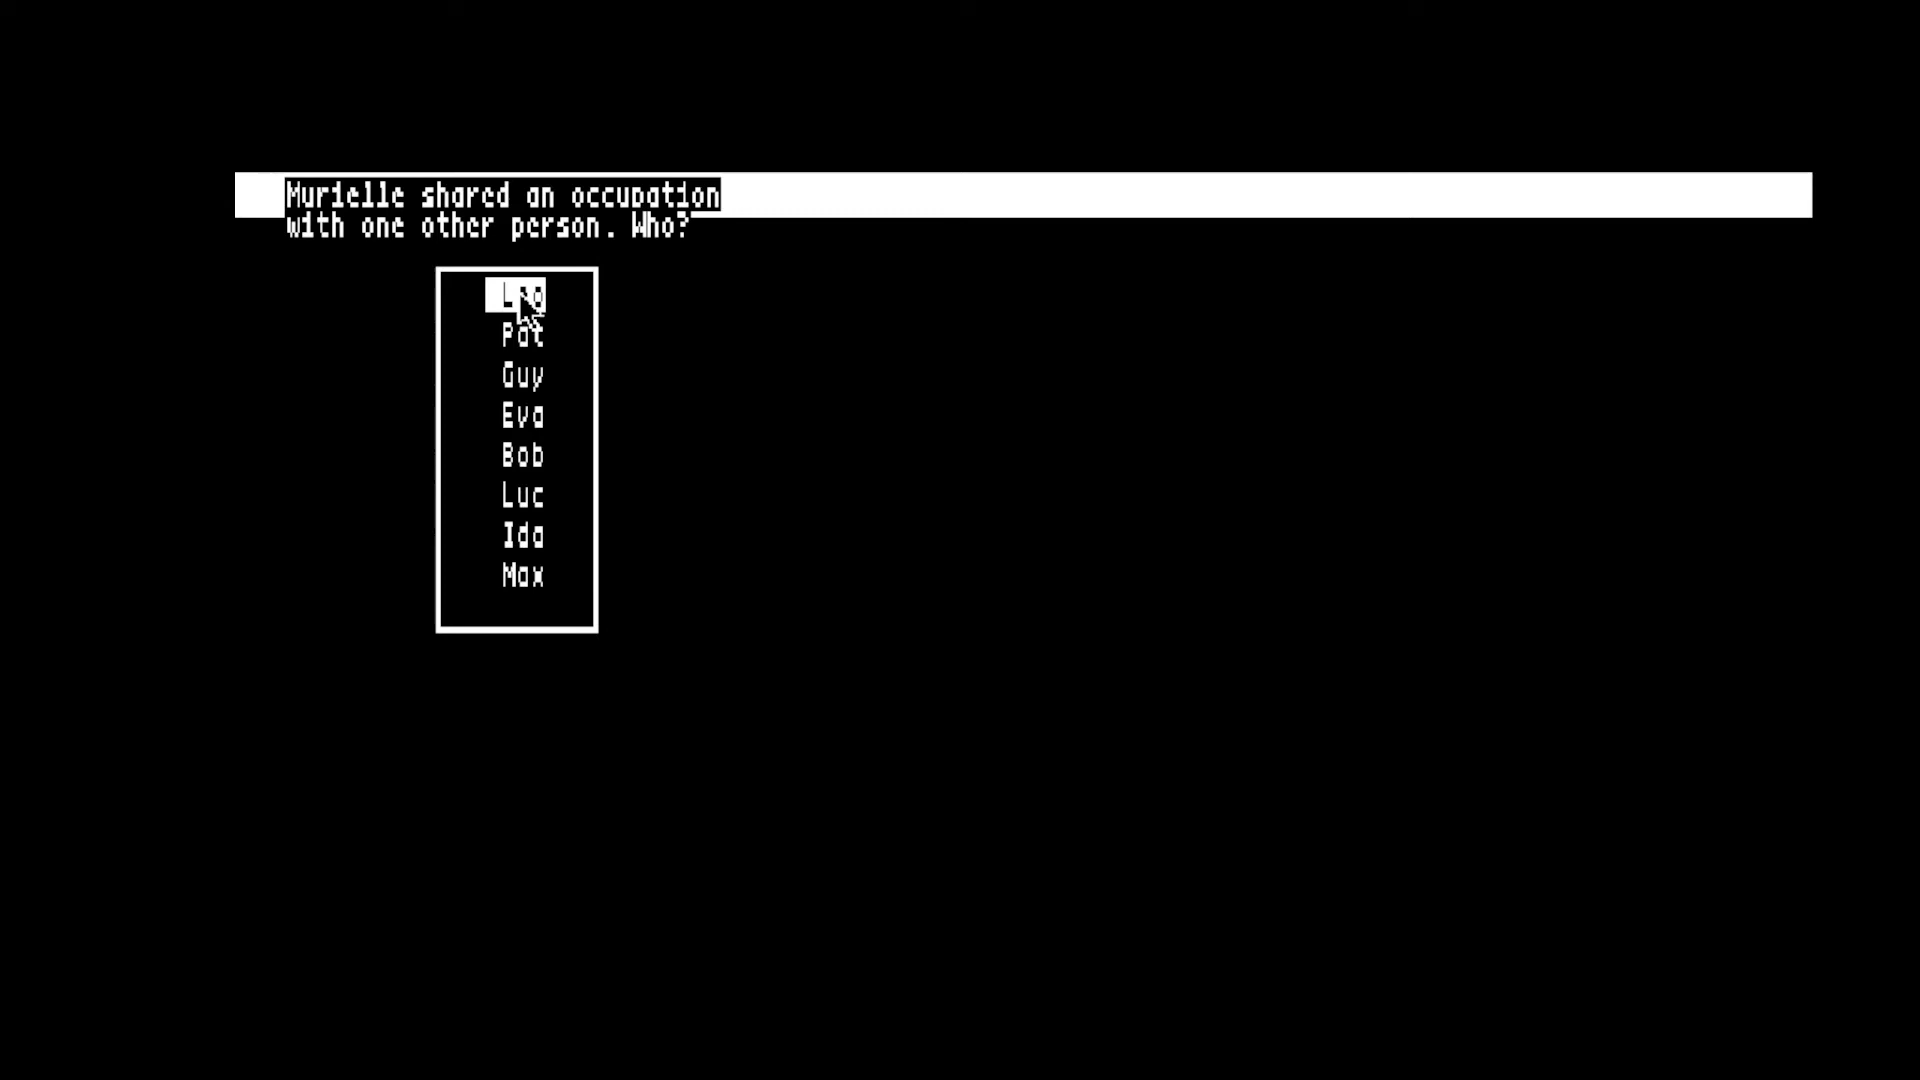 Murielle shared an occupation
with one other person. Who?
Pat
Guy
Eva
Bob
Luc
Ida
Max